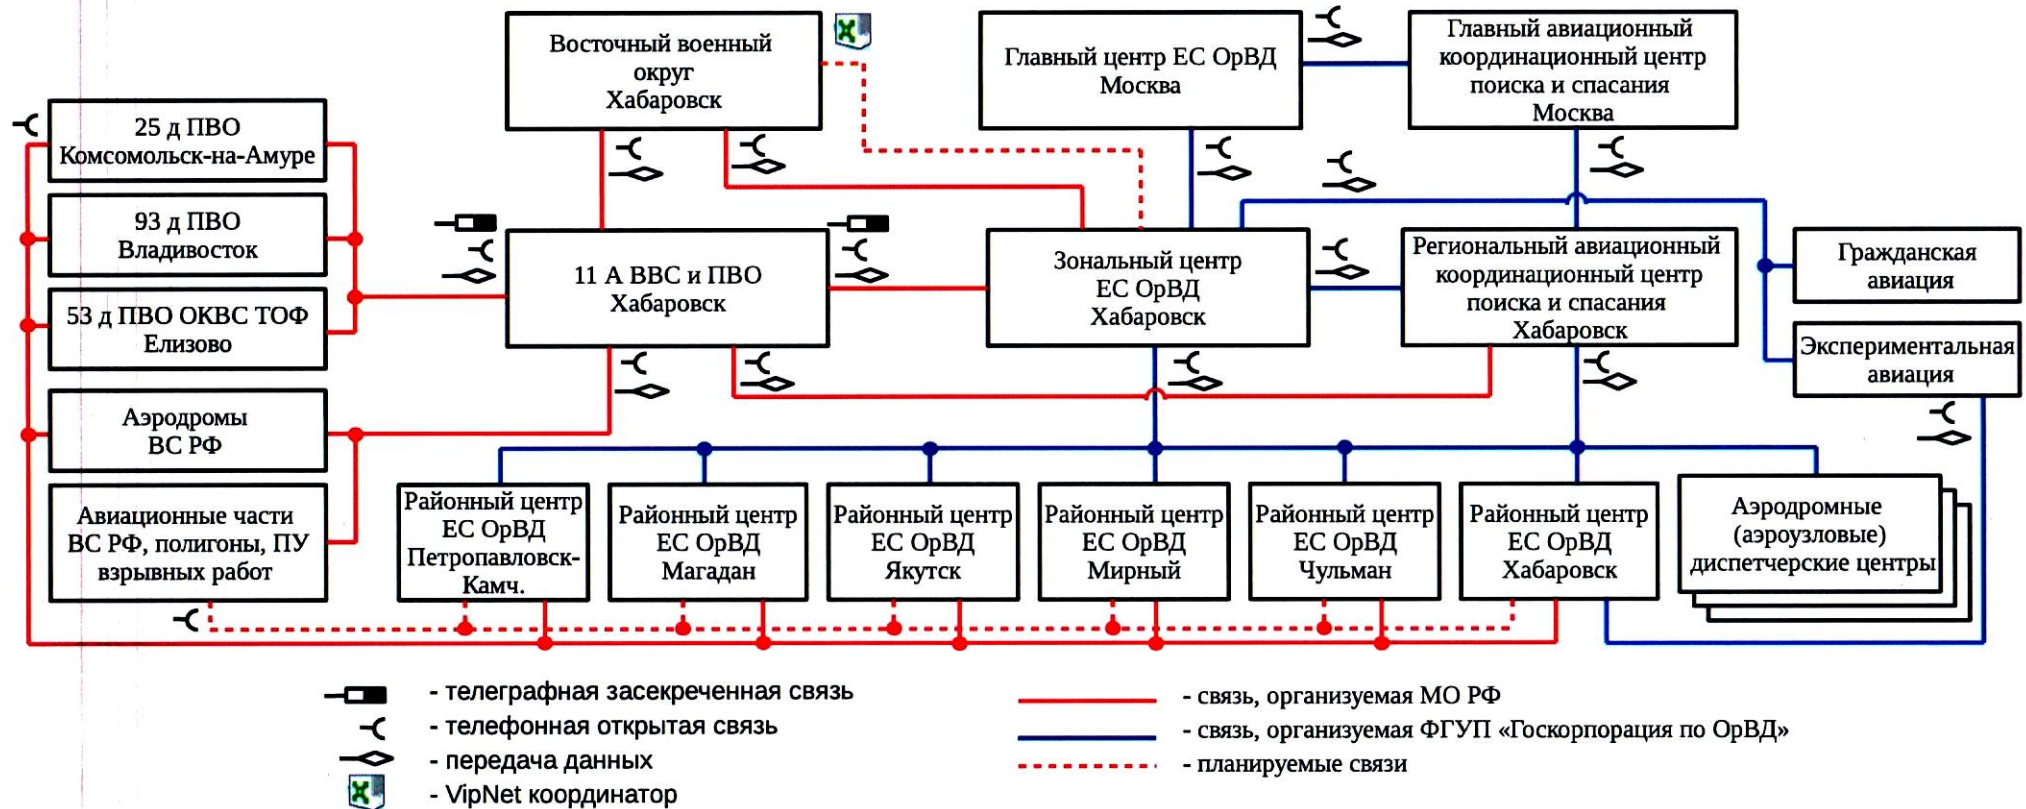 Восточный военный
округ
Хабаровск
Главный центр ЕС ОрВД
Москва
Главный авиационный
координационный центр
поиска и спасания
Москва
25 д ПВО
Комсомольск-на-Амуре
93 д ПВО
Владивосток
53 д ПВО ОКВС ТОФ
Елизово
Аэродромы
ВС РФ
Авиационные части
ВС РФ, полигоны, ПУ
взрывных работ
11 А ВВС и ПВО
Хабаровск
Зональный центр
ЕС ОрВД
Хабаровск
Региональный авиационный
координационный центр
поиска и спасания
Хабаровск
Гражданская
авиация
Экспериментальная
авиация
Районный центр
ЕС ОрВД
Петропавловск-
Камч.
Районный центр
ЕС ОрВД
Магадан
Районный центр
ЕС ОрВД
Якутск
Районный центр
ЕС ОрВД
Мирный
Районный центр
ЕС ОрВД
Чульман
Районный центр
ЕС ОрВД
Хабаровск
Аэродромные
(аэроузловые)
диспетчерские центры
- телеграфная засекреченная связь
- телефонная открытая связь
- передача данных
- VipNet координатор
- связь, организуемая МО РФ
- связь, организуемая ФГУП «Госкорпорация по ОрВД»
- планируемые связи